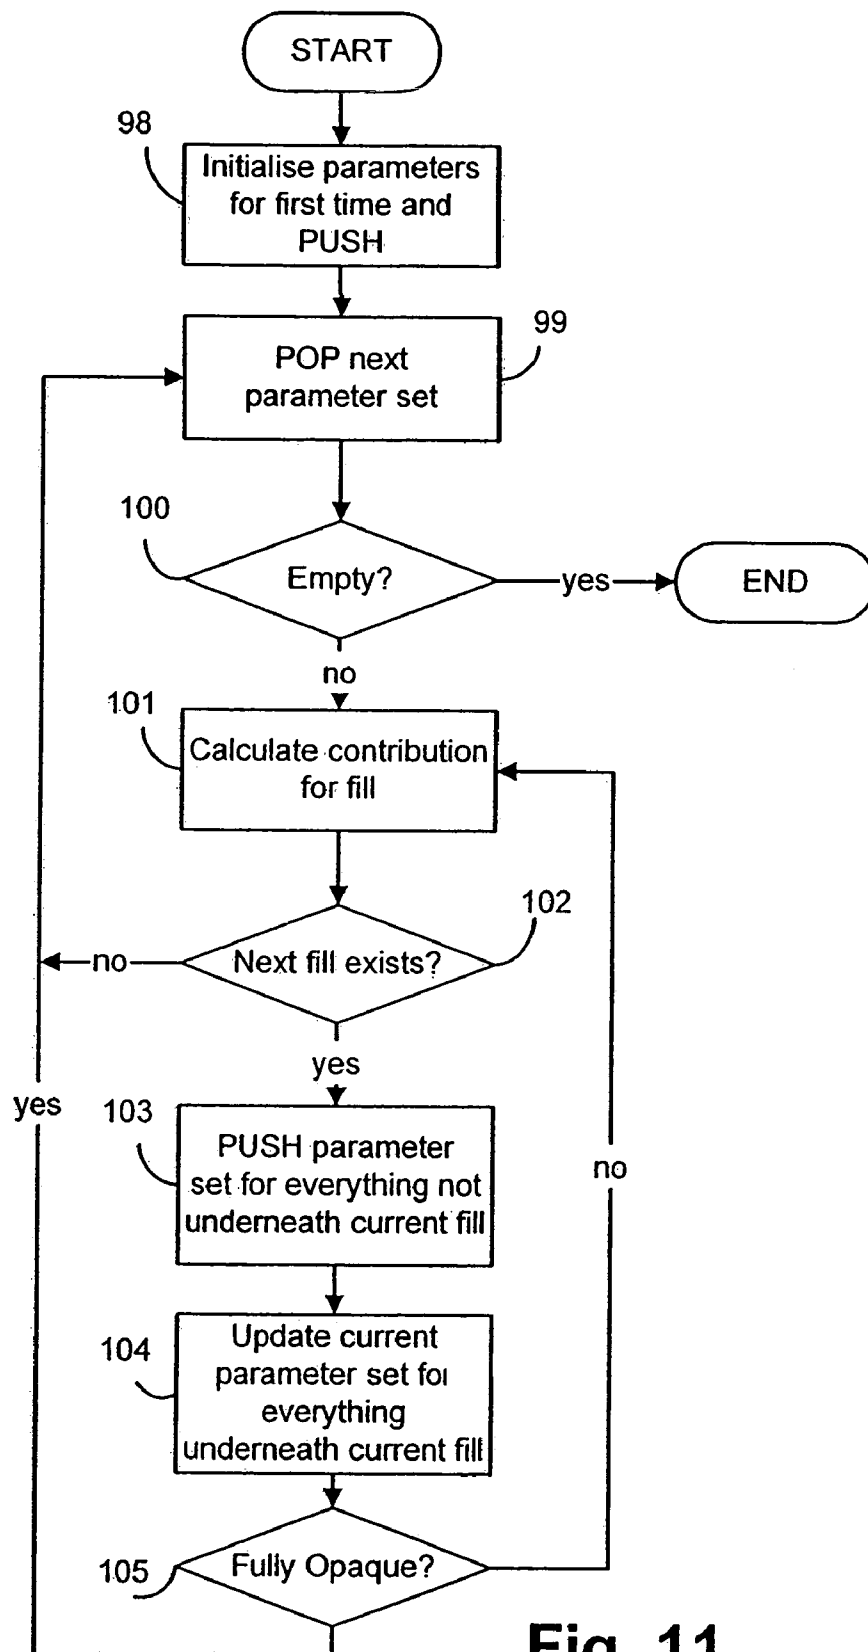 START
98
Initialise parameters
for first time and
PUSH
99
POP next
parameter set
100
Empty?
yes
END
no
101
Calculate contribution
for fill
102
Next fill exists?
no
yes
yes
103
PUSH parameter
set for everything not
underneath current fill
no
104
Update current
parameter set for
everything
underneath current fill
105
Fully Opaque?
Fig. 11